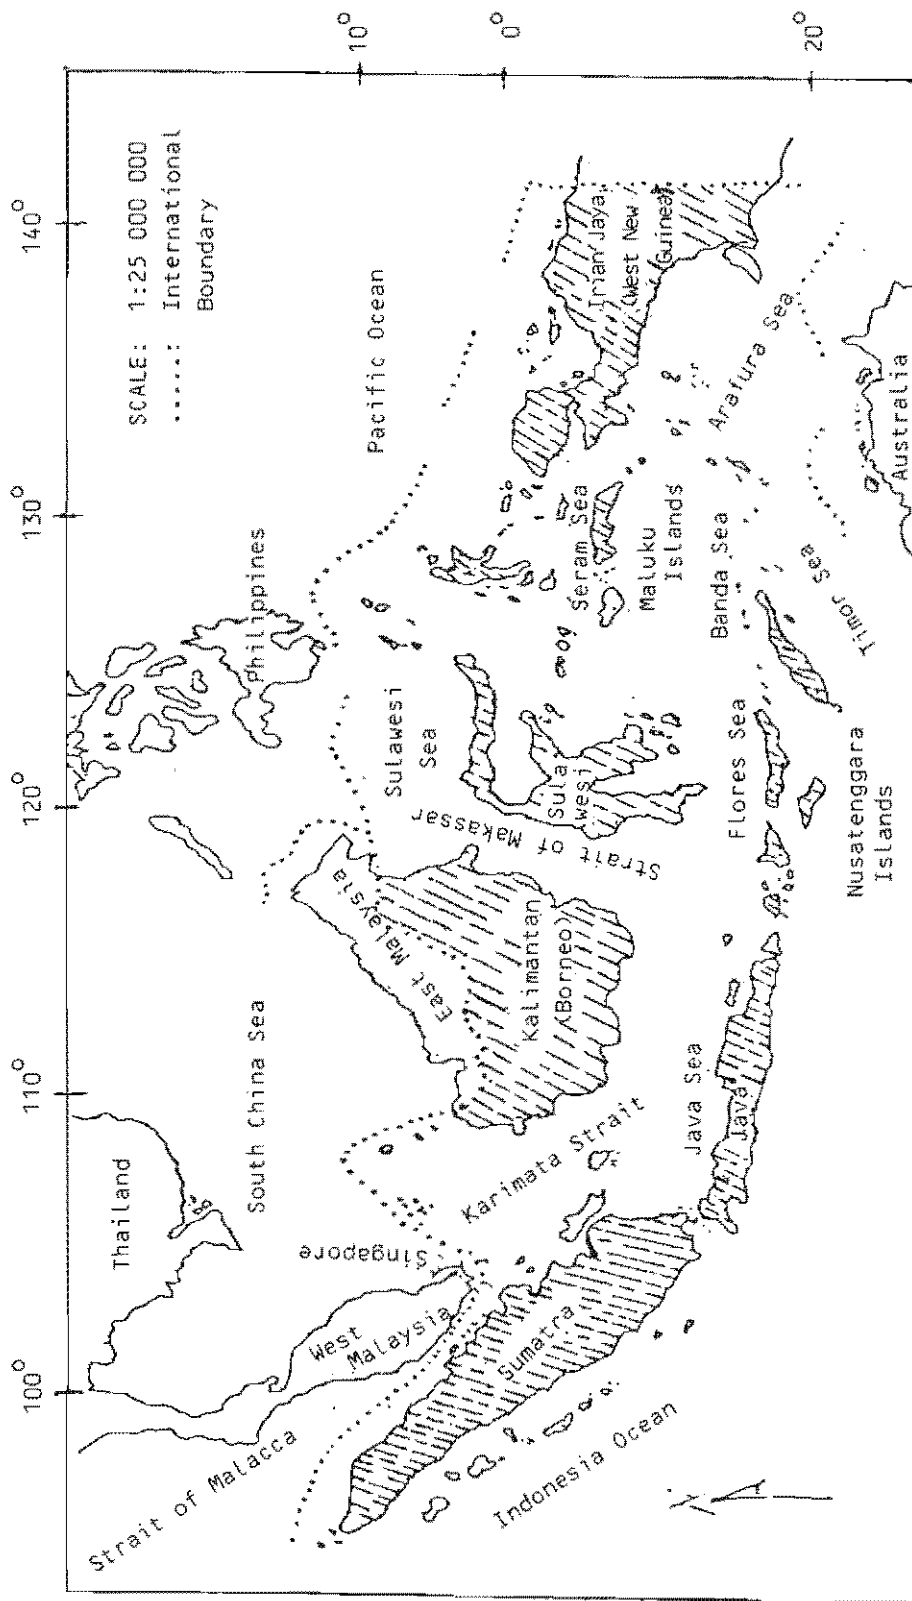 100°
110°
120°
130°
140°
10°
0°
20°
SCALE: 1:25 000 000
.....: International
Boundary
Thailand
South China Sea
Philippines
Pacific Ocean
Strait of Malacca
West
Malaysia
Singapore
East Malaysia
Sulawesi
Sea
Sumatra
Karimata Strait
Kalimantan
(Borneo)
Strait of Makassar
Sula
wesi
Seram Sea
Maluku
Islands
Irian Jaya
(West New
Guinea)
Indonesia Ocean
Java Sea
Java
Flores Sea
Banda Sea
Arafura Sea
Nusatenggara
Islands
Timor Sea
Australia